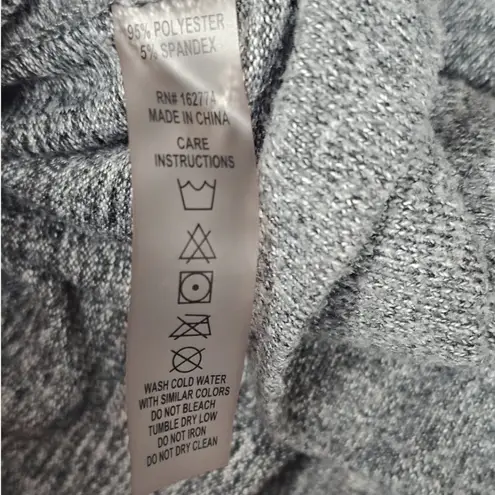 95% POLYESTER
5% SPANDEX
RN# 162774
MADE IN CHINA
CARE
INSTRUCTIONS
WASH COLD WATER
WITH SIMILAR COLORS
DO NOT BLEACH
TUMBLE DRY LOW
DO NOT IRON
DO NOT DRY CLEAN